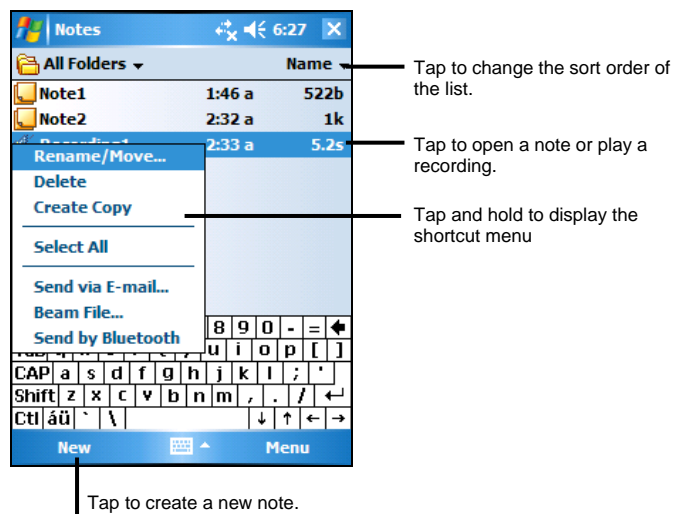 Notes 6:27
All Folders Name
Tap to change the sort order of
the list.
Note1 1:46 a 522b
Note2 2:32 a 1k
Recording1 2:33 a 5.2s
Tap to open a note or play a
recording.
Rename/Move...
Delete
Create Copy
Tap and hold to display the
shortcut menu
Select All
Send via E-mail...
Beam File...
Send by Bluetooth
8 9 0 - =
u i o p [ ]
CAP a s d f g h j k l ; '
Shift z x c v b n m , . / ↵
Ctl áü ` \ ↓ ↑ ← →
New Menu
Tap to create a new note.